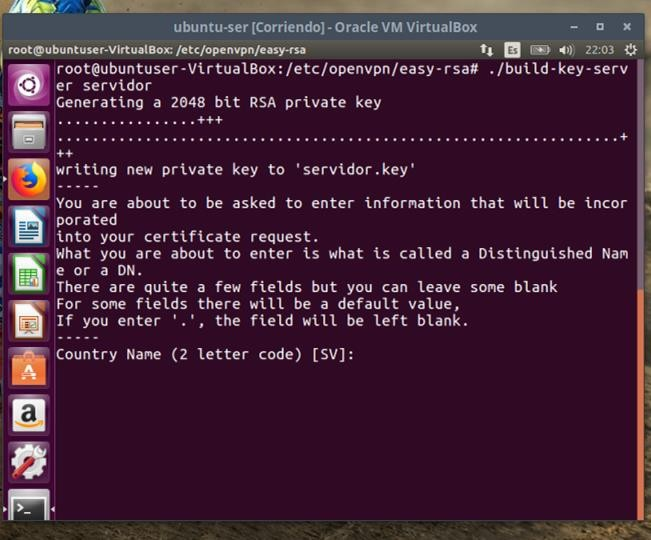 ubuntu-ser [Corriendo] - Oracle VM VirtualBox
root@ubuntuser-VirtualBox: /etc/openvpn/easy-rsa
Es
22:03
root@ubuntuser-VirtualBox:/etc/openvpn/easy-rsa# ./build-key-serv
er servidor
Generating a 2048 bit RSA private key
................+++
...................................................................+
++
writing new private key to 'servidor.key'
-----
You are about to be asked to enter information that will be incor
porated
into your certificate request.
What you are about to enter is what is called a Distinguished Nam
e or a DN.
There are quite a few fields but you can leave some blank
For some fields there will be a default value,
If you enter '.', the field will be left blank.
-----
Country Name (2 letter code) [SV]: